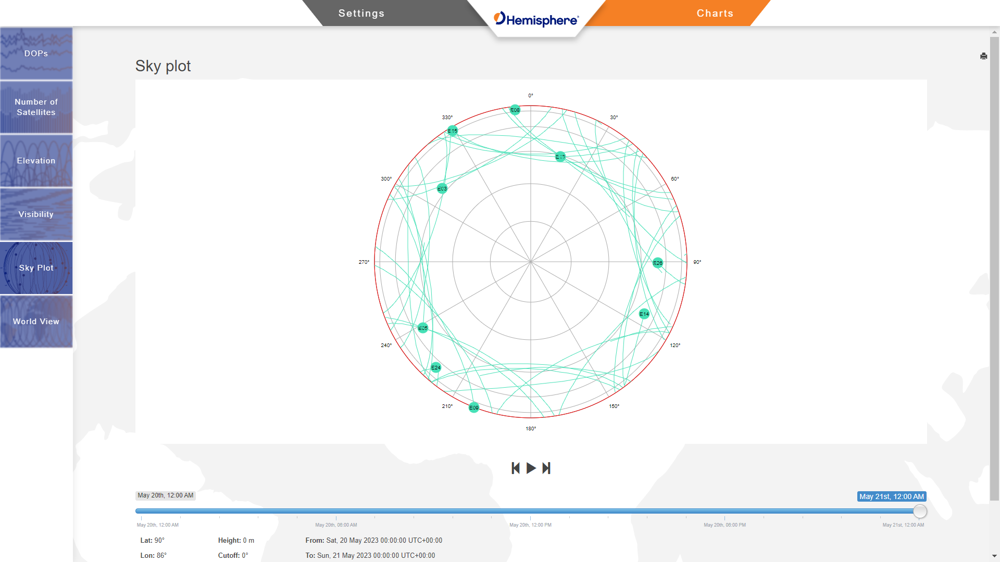 Settings
Hemisphere
Charts
DOPs
Number of
Satellites
Elevation
Visibility
Sky Plot
World View
Sky plot
0°
30°
60°
90°
120°
150°
180°
210°
240°
270°
300°
330°
E08
E15
E13
E03
E26
E14
E05
E24
E09
May 20th, 12:00 AM
May 21st, 12:00 AM
May 20th, 12:00 AM
May 20th, 06:00 AM
May 20th, 12:00 PM
May 20th, 06:00 PM
May 21st, 12:00 AM
Lat: 90°
Height: 0 m
From: Sat, 20 May 2023 00:00:00 UTC+00:00
Lon: 86°
Cutoff: 0°
To: Sun, 21 May 2023 00:00:00 UTC+00:00